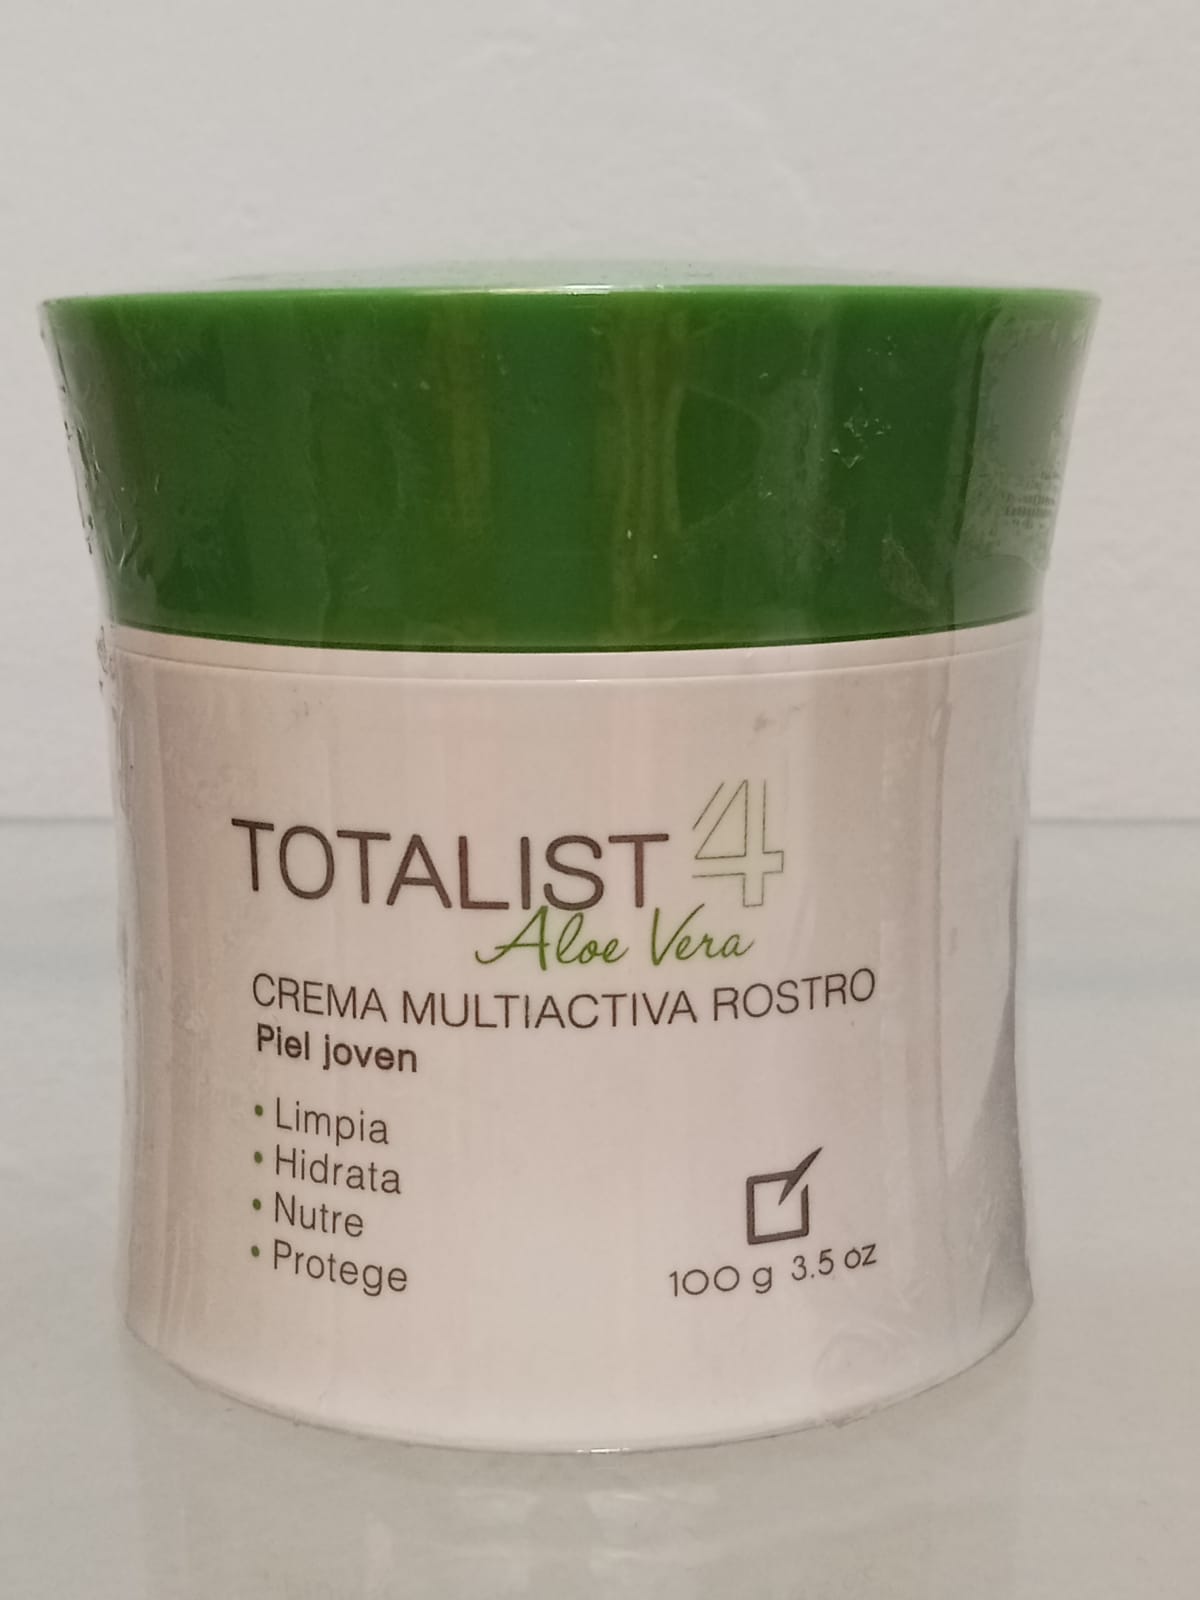 TOTALIST 4
Aloe Vera
CREMA MULTIACTIVA ROSTRO
Piel joven
• Limpia
• Hidrata
• Nutre
• Protege
100 g 3.5 oz